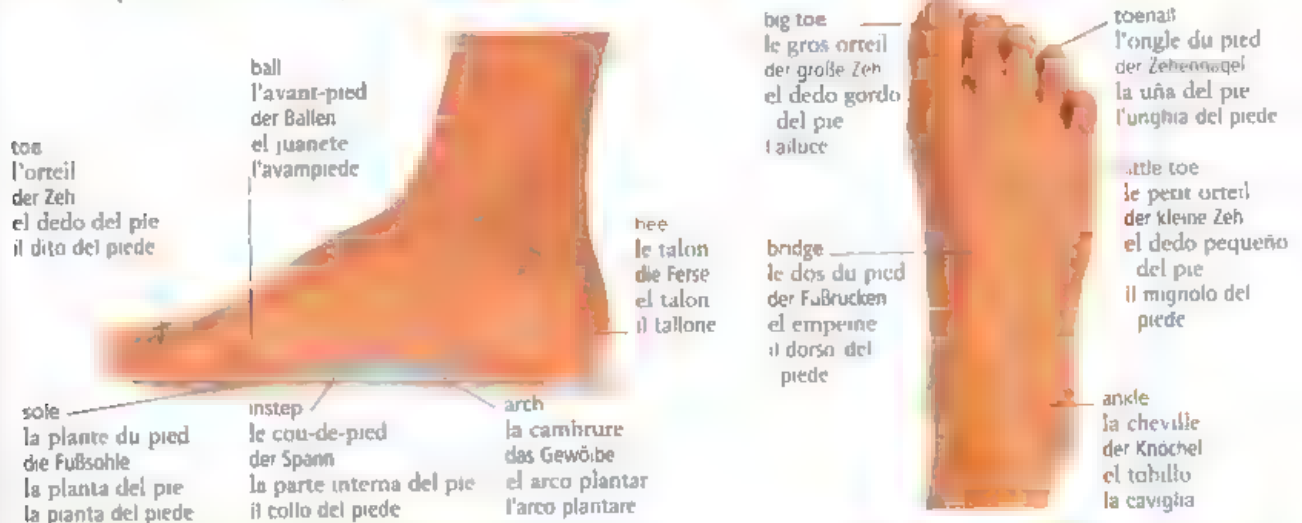 ball
l'avant-pied
der Ballen
el juanete
l'avampiede
toe
l'orteil
der Zeh
el dedo del pie
il dito del piede
heel
le talon
die Ferse
el talon
il tallone
sole
la plante du pied
die Fußsohle
la planta del pie
la pianta del piede
instep
le cou-de-pied
der Spann
la parte interna del pie
il collo del piede
arch
la cambrure
das Gewölbe
el arco plantar
l'arco plantare
big toe
le gros orteil
der große Zeh
el dedo gordo
del pie
l'alluce
toenail
l'ongle du pied
der Zehennagel
la uña del pie
l'unghia del piede
little toe
le petit orteil
der kleine Zeh
el dedo pequeño
del pie
il mignolo del
piede
bridge
le dos du pied
der Fußrücken
el empeine
il dorso del
piede
ankle
la cheville
der Knöchel
el tobillo
la caviglia